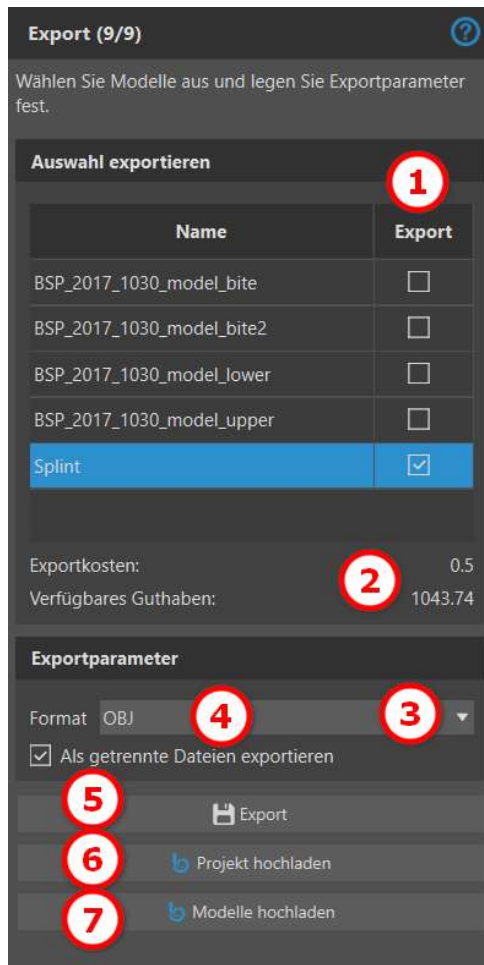 Export (9/9)
?
Wählen Sie Modelle aus und legen Sie Exportparameter
fest.
Auswahl exportieren
1
Name Export
BSP_2017_1030_model_bite
BSP_2017_1030_model_bite2
BSP_2017_1030_model_lower
BSP_2017_1030_model_upper
Splint
Exportkosten: 0.5
2
Verfügbares Guthaben: 1043.74
Exportparameter
Format OBJ 4 3
Als getrennte Dateien exportieren
5
Export
6 Projekt hochladen
7 Modelle hochladen